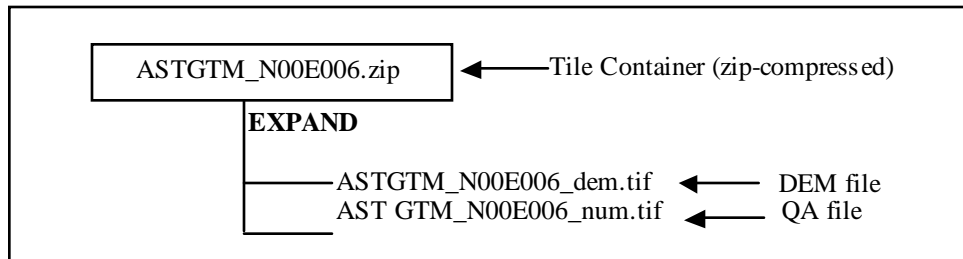 ASTGTM_N00E006.zip Tile Container (zip-compressed)
EXPAND
ASTGTM_N00E006_dem.tif DEM file
AST GTM_N00E006_num.tif QA file